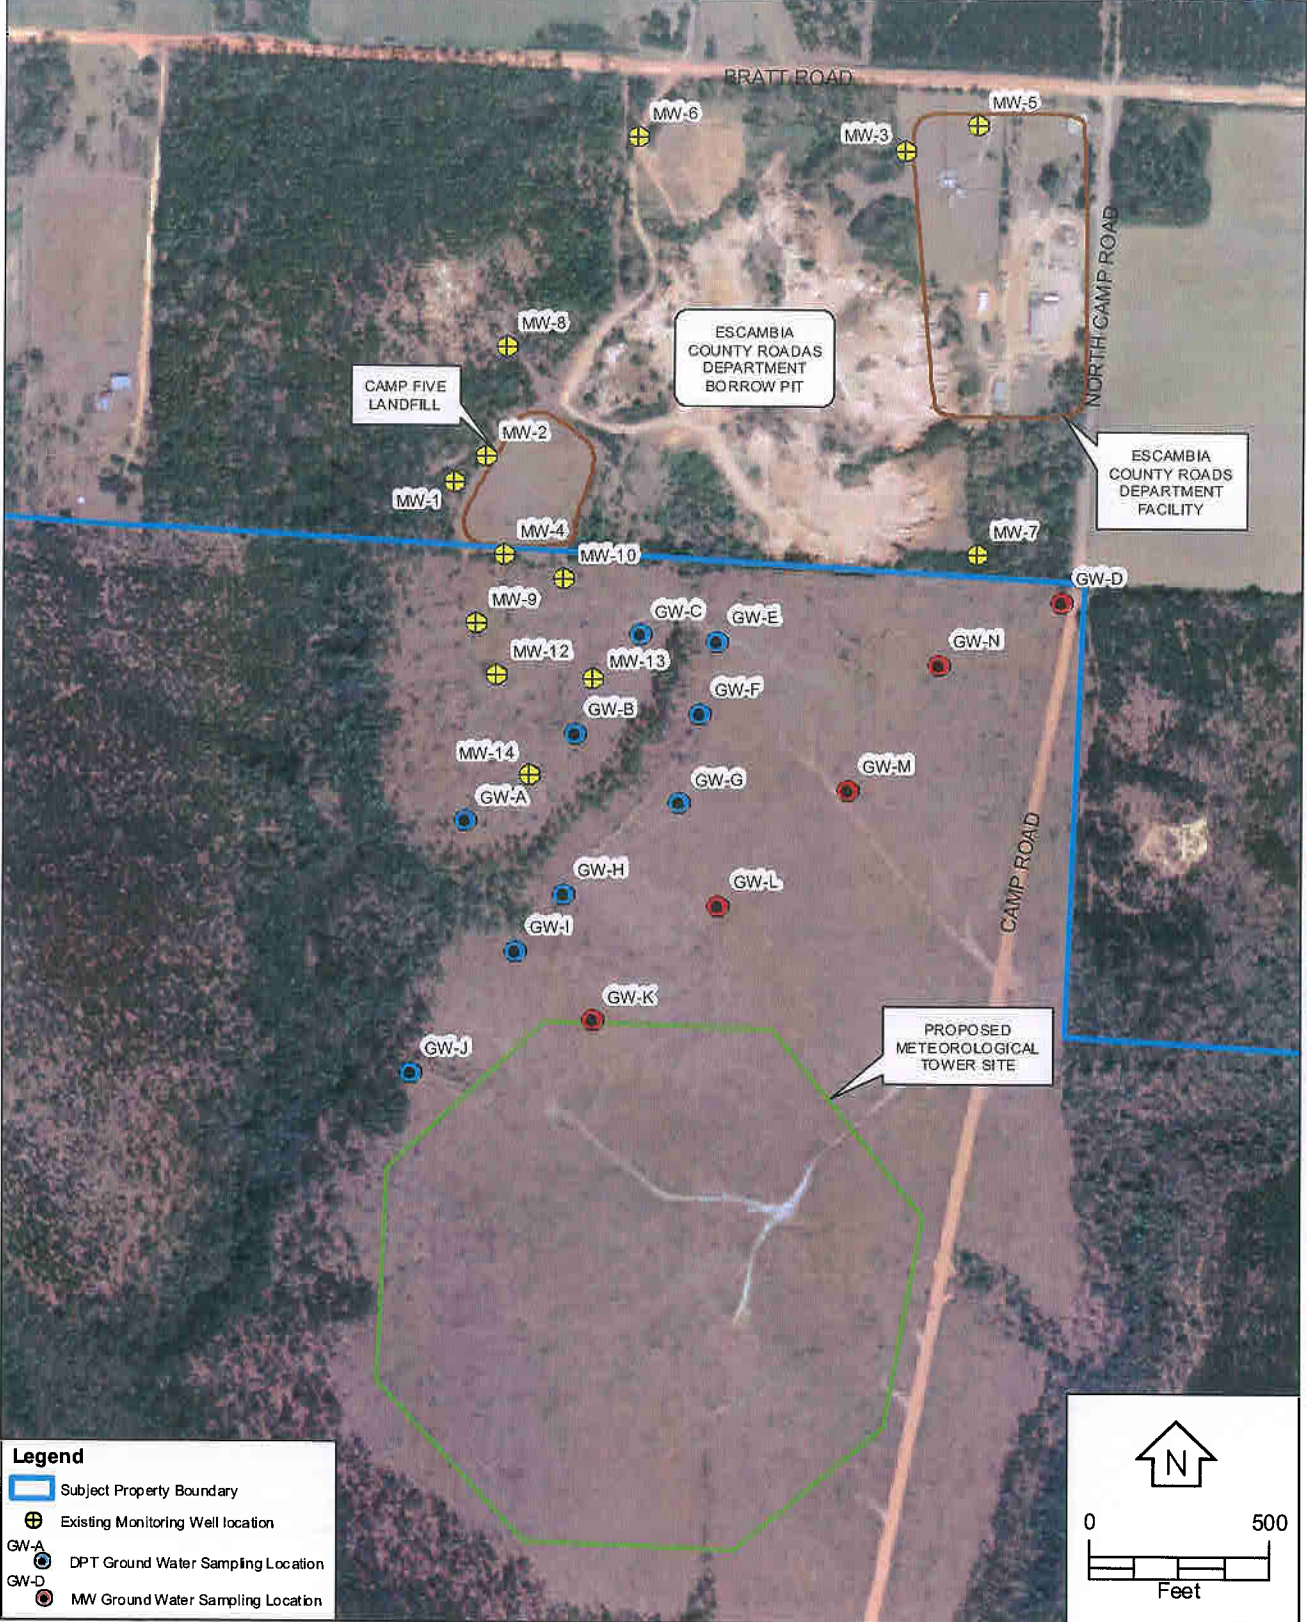 BRATT ROAD
MW-5
MW-6
MW-3
NORTH CAMP ROAD
MW-8
ESCAMBIA
COUNTY ROADAS
DEPARTMENT
BORROW PIT
CAMP FIVE
LANDFILL
MW-2
ESCAMBIA
COUNTY ROADS
DEPARTMENT
FACILITY
MW-1
MW-4
MW-7
MW-10
GW-D
MW-9
GW-C
GW-E
GW-N
MW-12
MW-13
GW-F
GW-B
MW-14
GW-M
GW-G
GW-A
CAMP ROAD
GW-H
GW-L
GW-I
GW-K
PROPOSED
METEOROLOGICAL
TOWER SITE
GW-J
Legend
Subject Property Boundary
Existing Monitoring Well location
GW-A
DPT Ground Water Sampling Location
GW-D
MW Ground Water Sampling Location
N
0 500
Feet